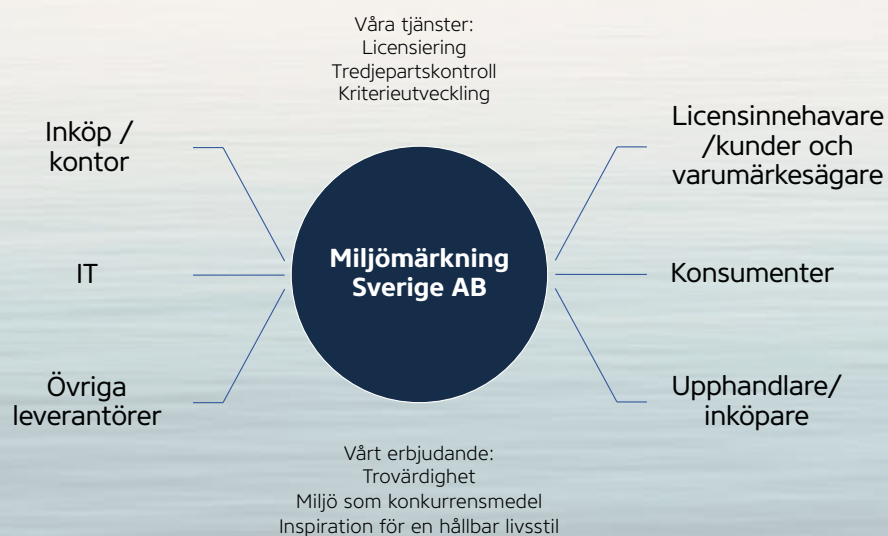 Våra tjänster:
Licensiering
Tredjepartskontroll
Kriterieutveckling
Inköp /
kontor
IT
Övriga
leverantörer
Miljömärkning
Sverige AB
Licensinnehavare
/kunder och
varumärkesägare
Konsumenter
Upphandlare/
inköpare
Vårt erbjudande:
Trovärdighet
Miljö som konkurrensmedel
Inspiration för en hållbar livsstil